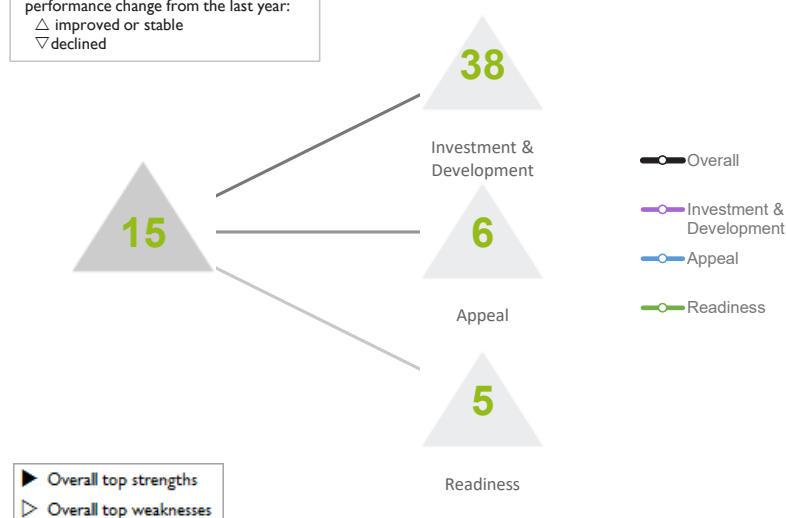 performance change from the last year:
△ improved or stable
▽ declined
38
Investment &
Development
15
6
Appeal
5
Readiness
Overall
Investment &
Development
Appeal
Readiness
▶ Overall top strengths
▷ Overall top weaknesses